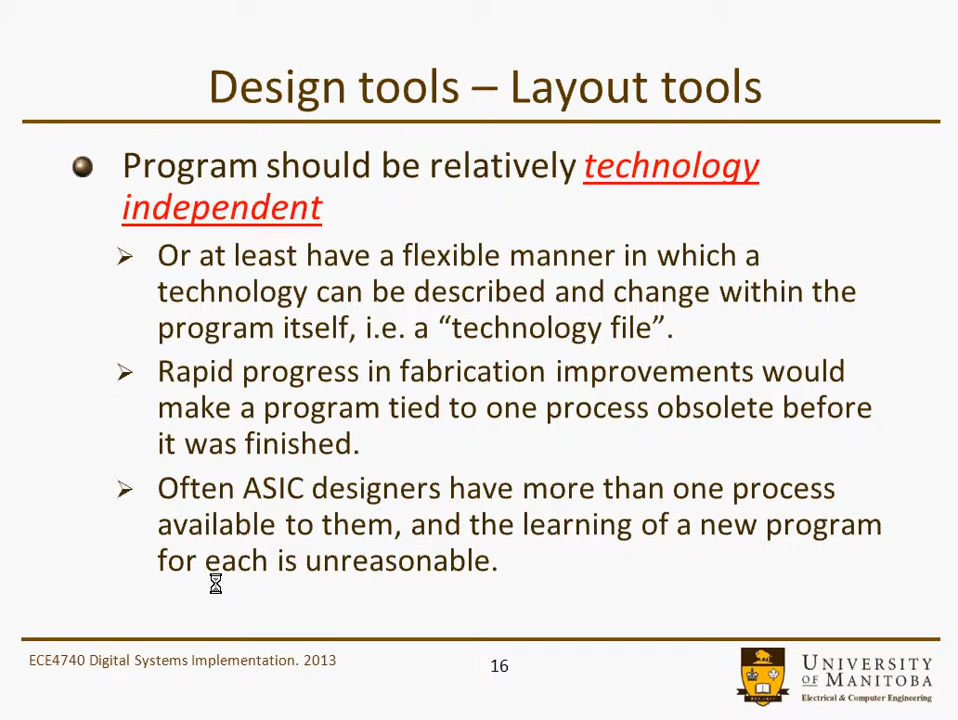 Design tools – Layout tools
Program should be relatively technology
independent
Or at least have a flexible manner in which a
technology can be described and change within the
program itself, i.e. a “technology file”.
Rapid progress in fabrication improvements would
make a program tied to one process obsolete before
it was finished.
Often ASIC designers have more than one process
available to them, and the learning of a new program
for each is unreasonable.
ECE4740 Digital Systems Implementation. 2013
16
UNIVERSITY
OF MANITOBA
Electrical & Computer Engineering